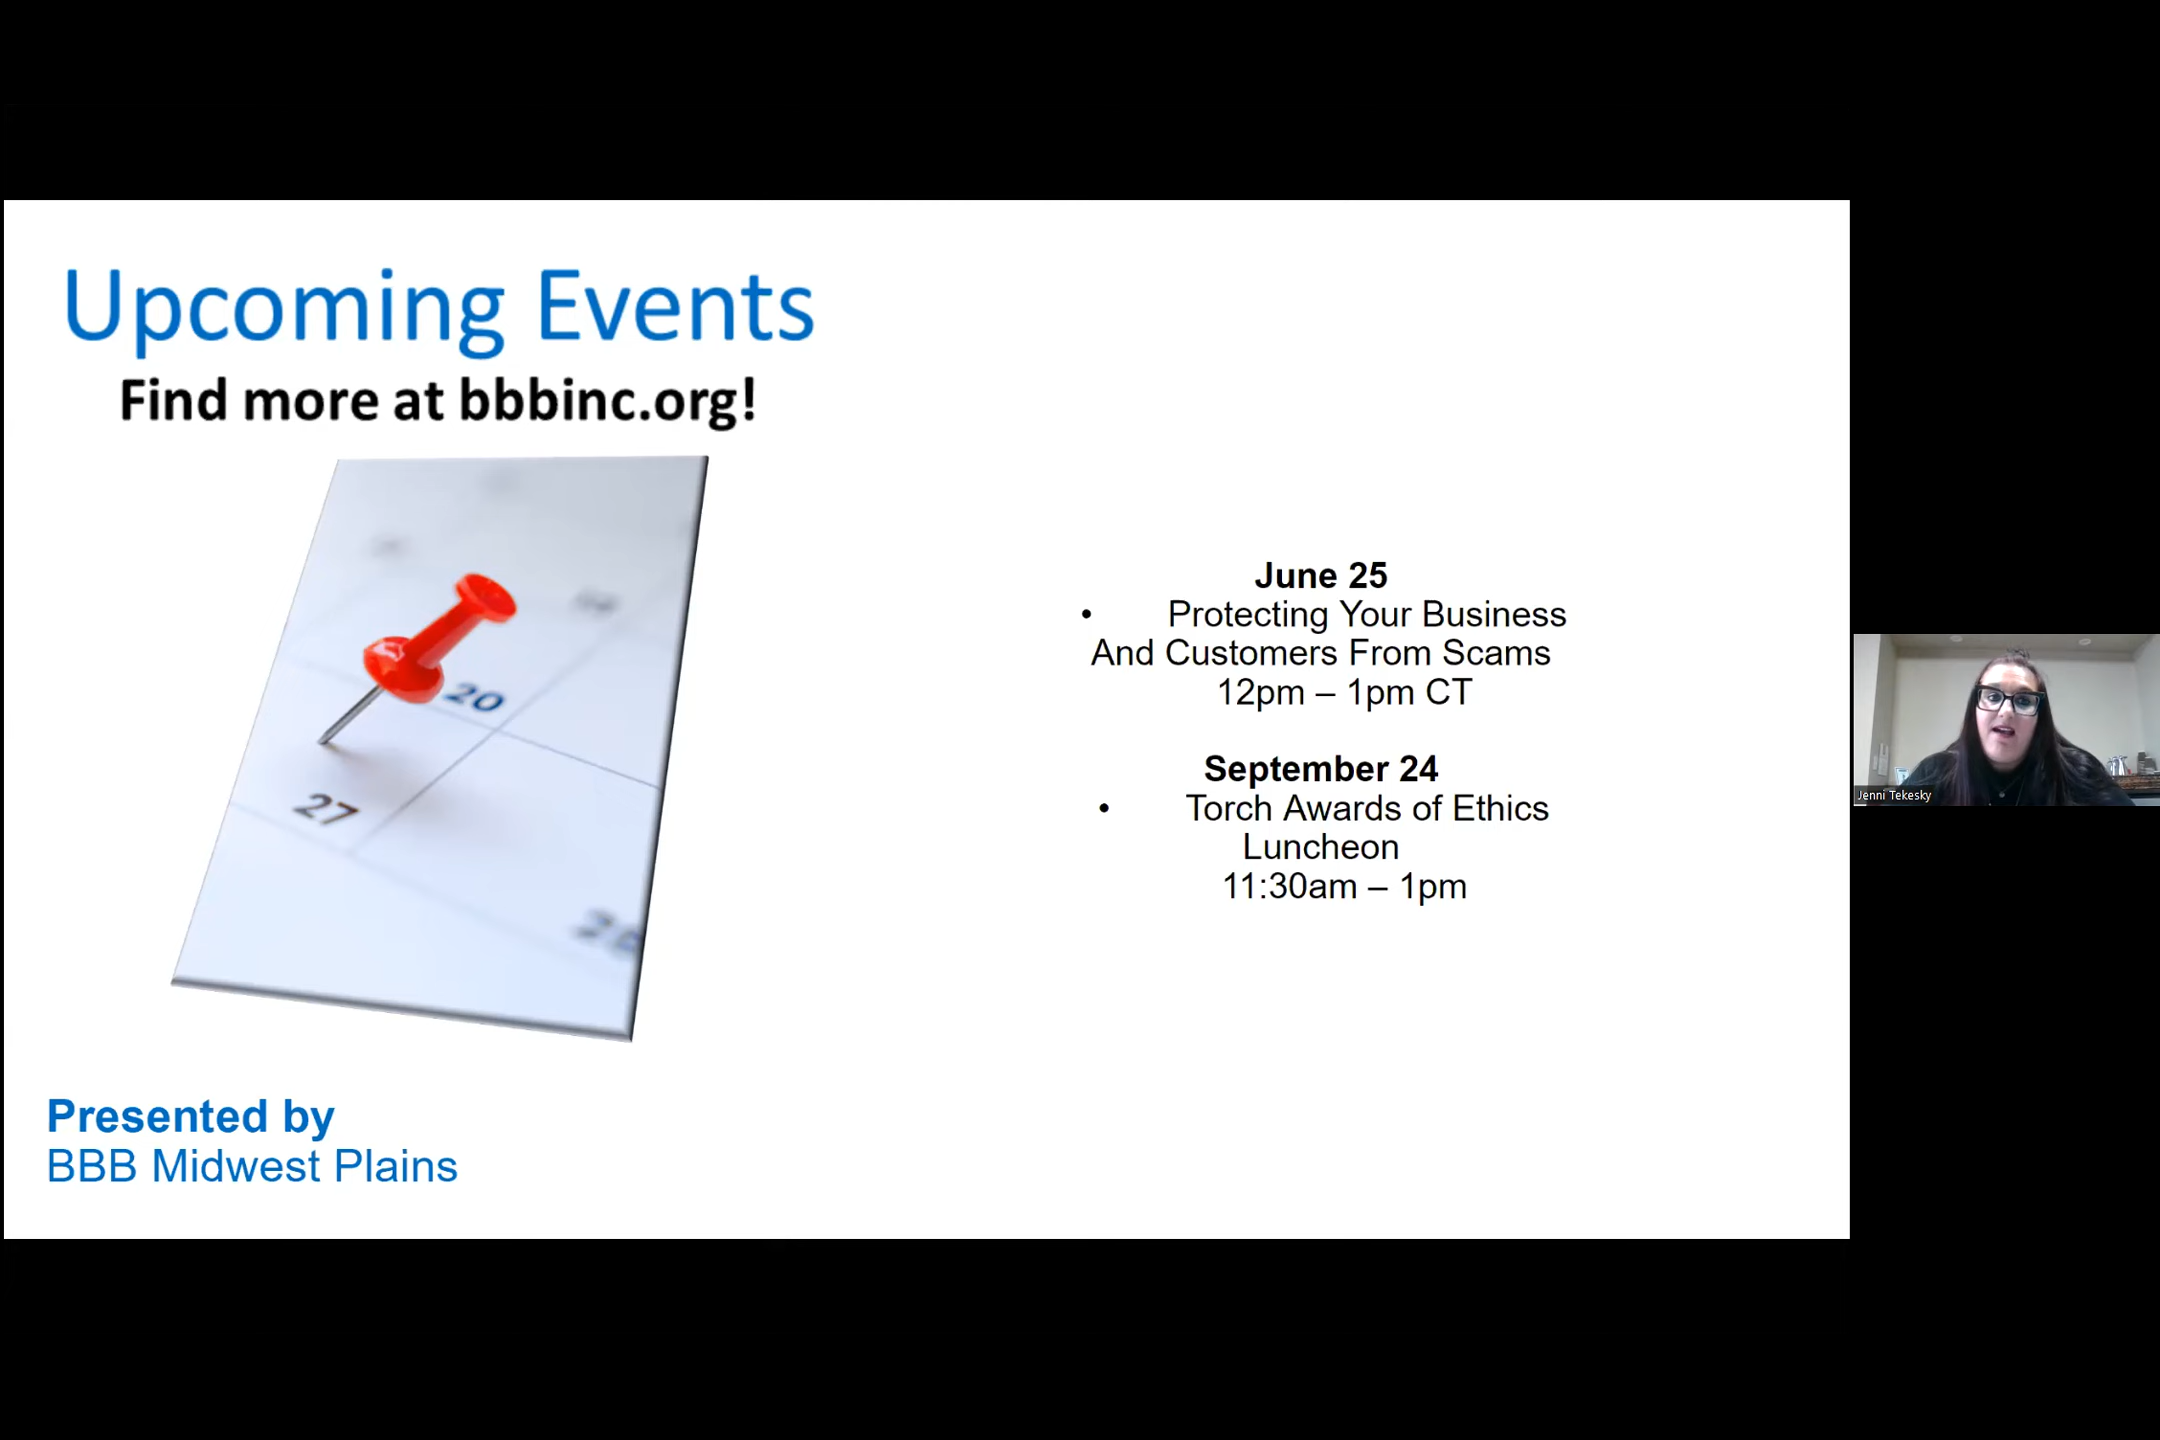 Upcoming Events
Find more at bbbinc.org!
20
27
June 25
• Protecting Your Business
And Customers From Scams
12pm – 1pm CT
September 24
• Torch Awards of Ethics
Luncheon
11:30am – 1pm
Jenni Tekesky
Presented by
BBB Midwest Plains